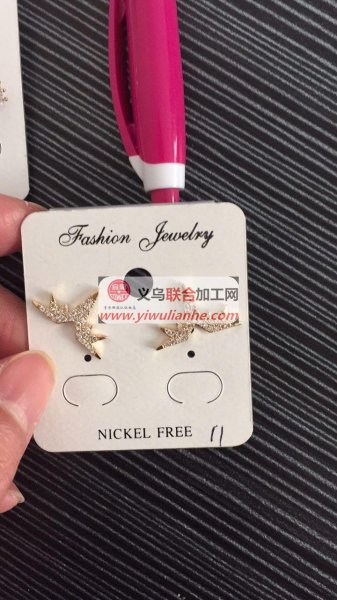 Fashion Jewelry
义乌联合加工网
www.yiwulianhe.com
NICKEL FREE 11